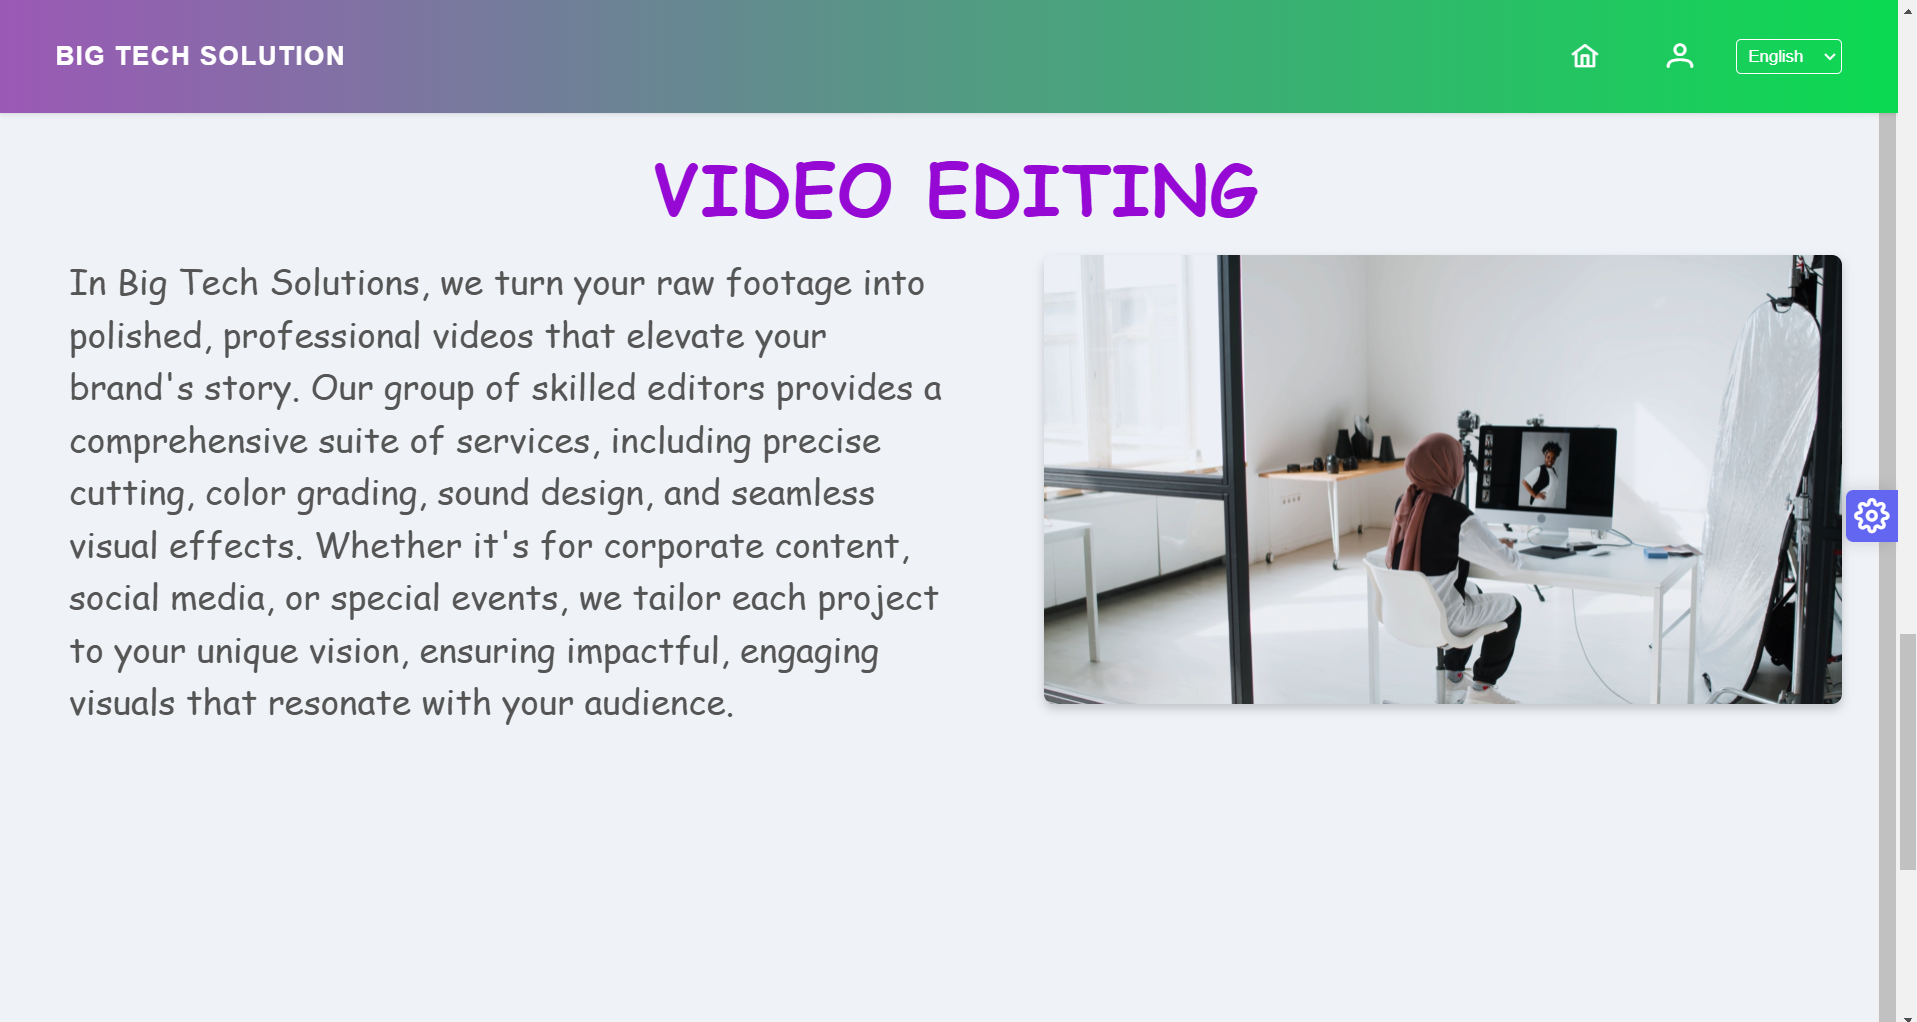 BIG TECH SOLUTION
English
VIDEO EDITING
In Big Tech Solutions, we turn your raw footage into
polished, professional videos that elevate your
brand's story. Our group of skilled editors provides a
comprehensive suite of services, including precise
cutting, color grading, sound design, and seamless
visual effects. Whether it's for corporate content,
social media, or special events, we tailor each project
to your unique vision, ensuring impactful, engaging
visuals that resonate with your audience.